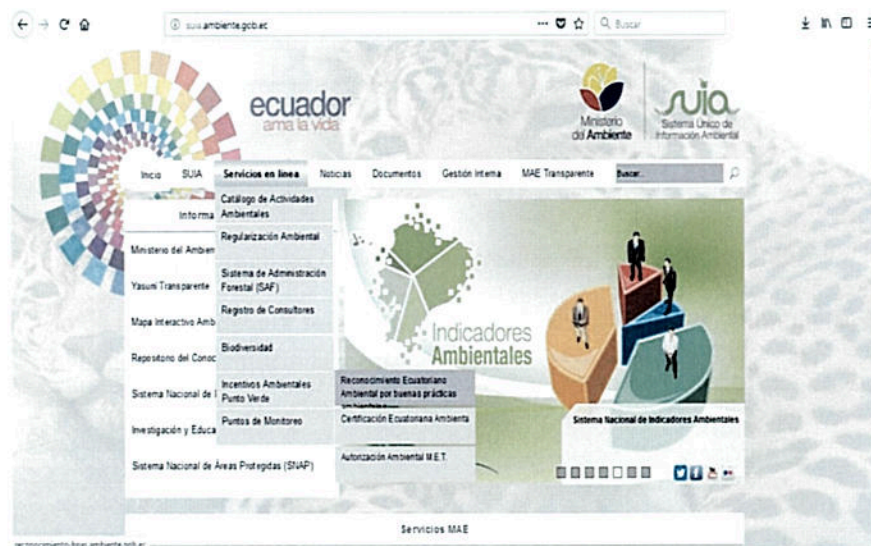 suia.ambiente.gob.ec
Buscar
ecuador
ama la vida
Ministerio
del Ambiente
suia
Sistema Único de
Información Ambiental
Inicio SUIA Servicios en línea Noticias Documentos Gestión Interna MAE Transparente Buscar...
Catálogo de Actividades
Ambientales
Informa
Regularización Ambiental
Ministerio del Ambien
Sistema de Administración
Forestal (SAF)
Yasuní Transparente
Registro de Consultores
Mapa Interactivo Amb
Biodiversidad
Repositorio del Conoc
Indicadores
Ambientales
Incentivos Ambientales
Punto Verde
Sistema Nacional de I
Reconocimiento Ecuatoriano
Ambiental por buenas prácticas
Puntos de Monitoreo
Investigación y Educa
Certificación Ecuatoriana Ambienta
Sistema Nacional de Indicadores Ambientales
Autorización Ambiental M.E.T.
Sistema Nacional de Áreas Protegidas (SNAP)
Servicios MAE